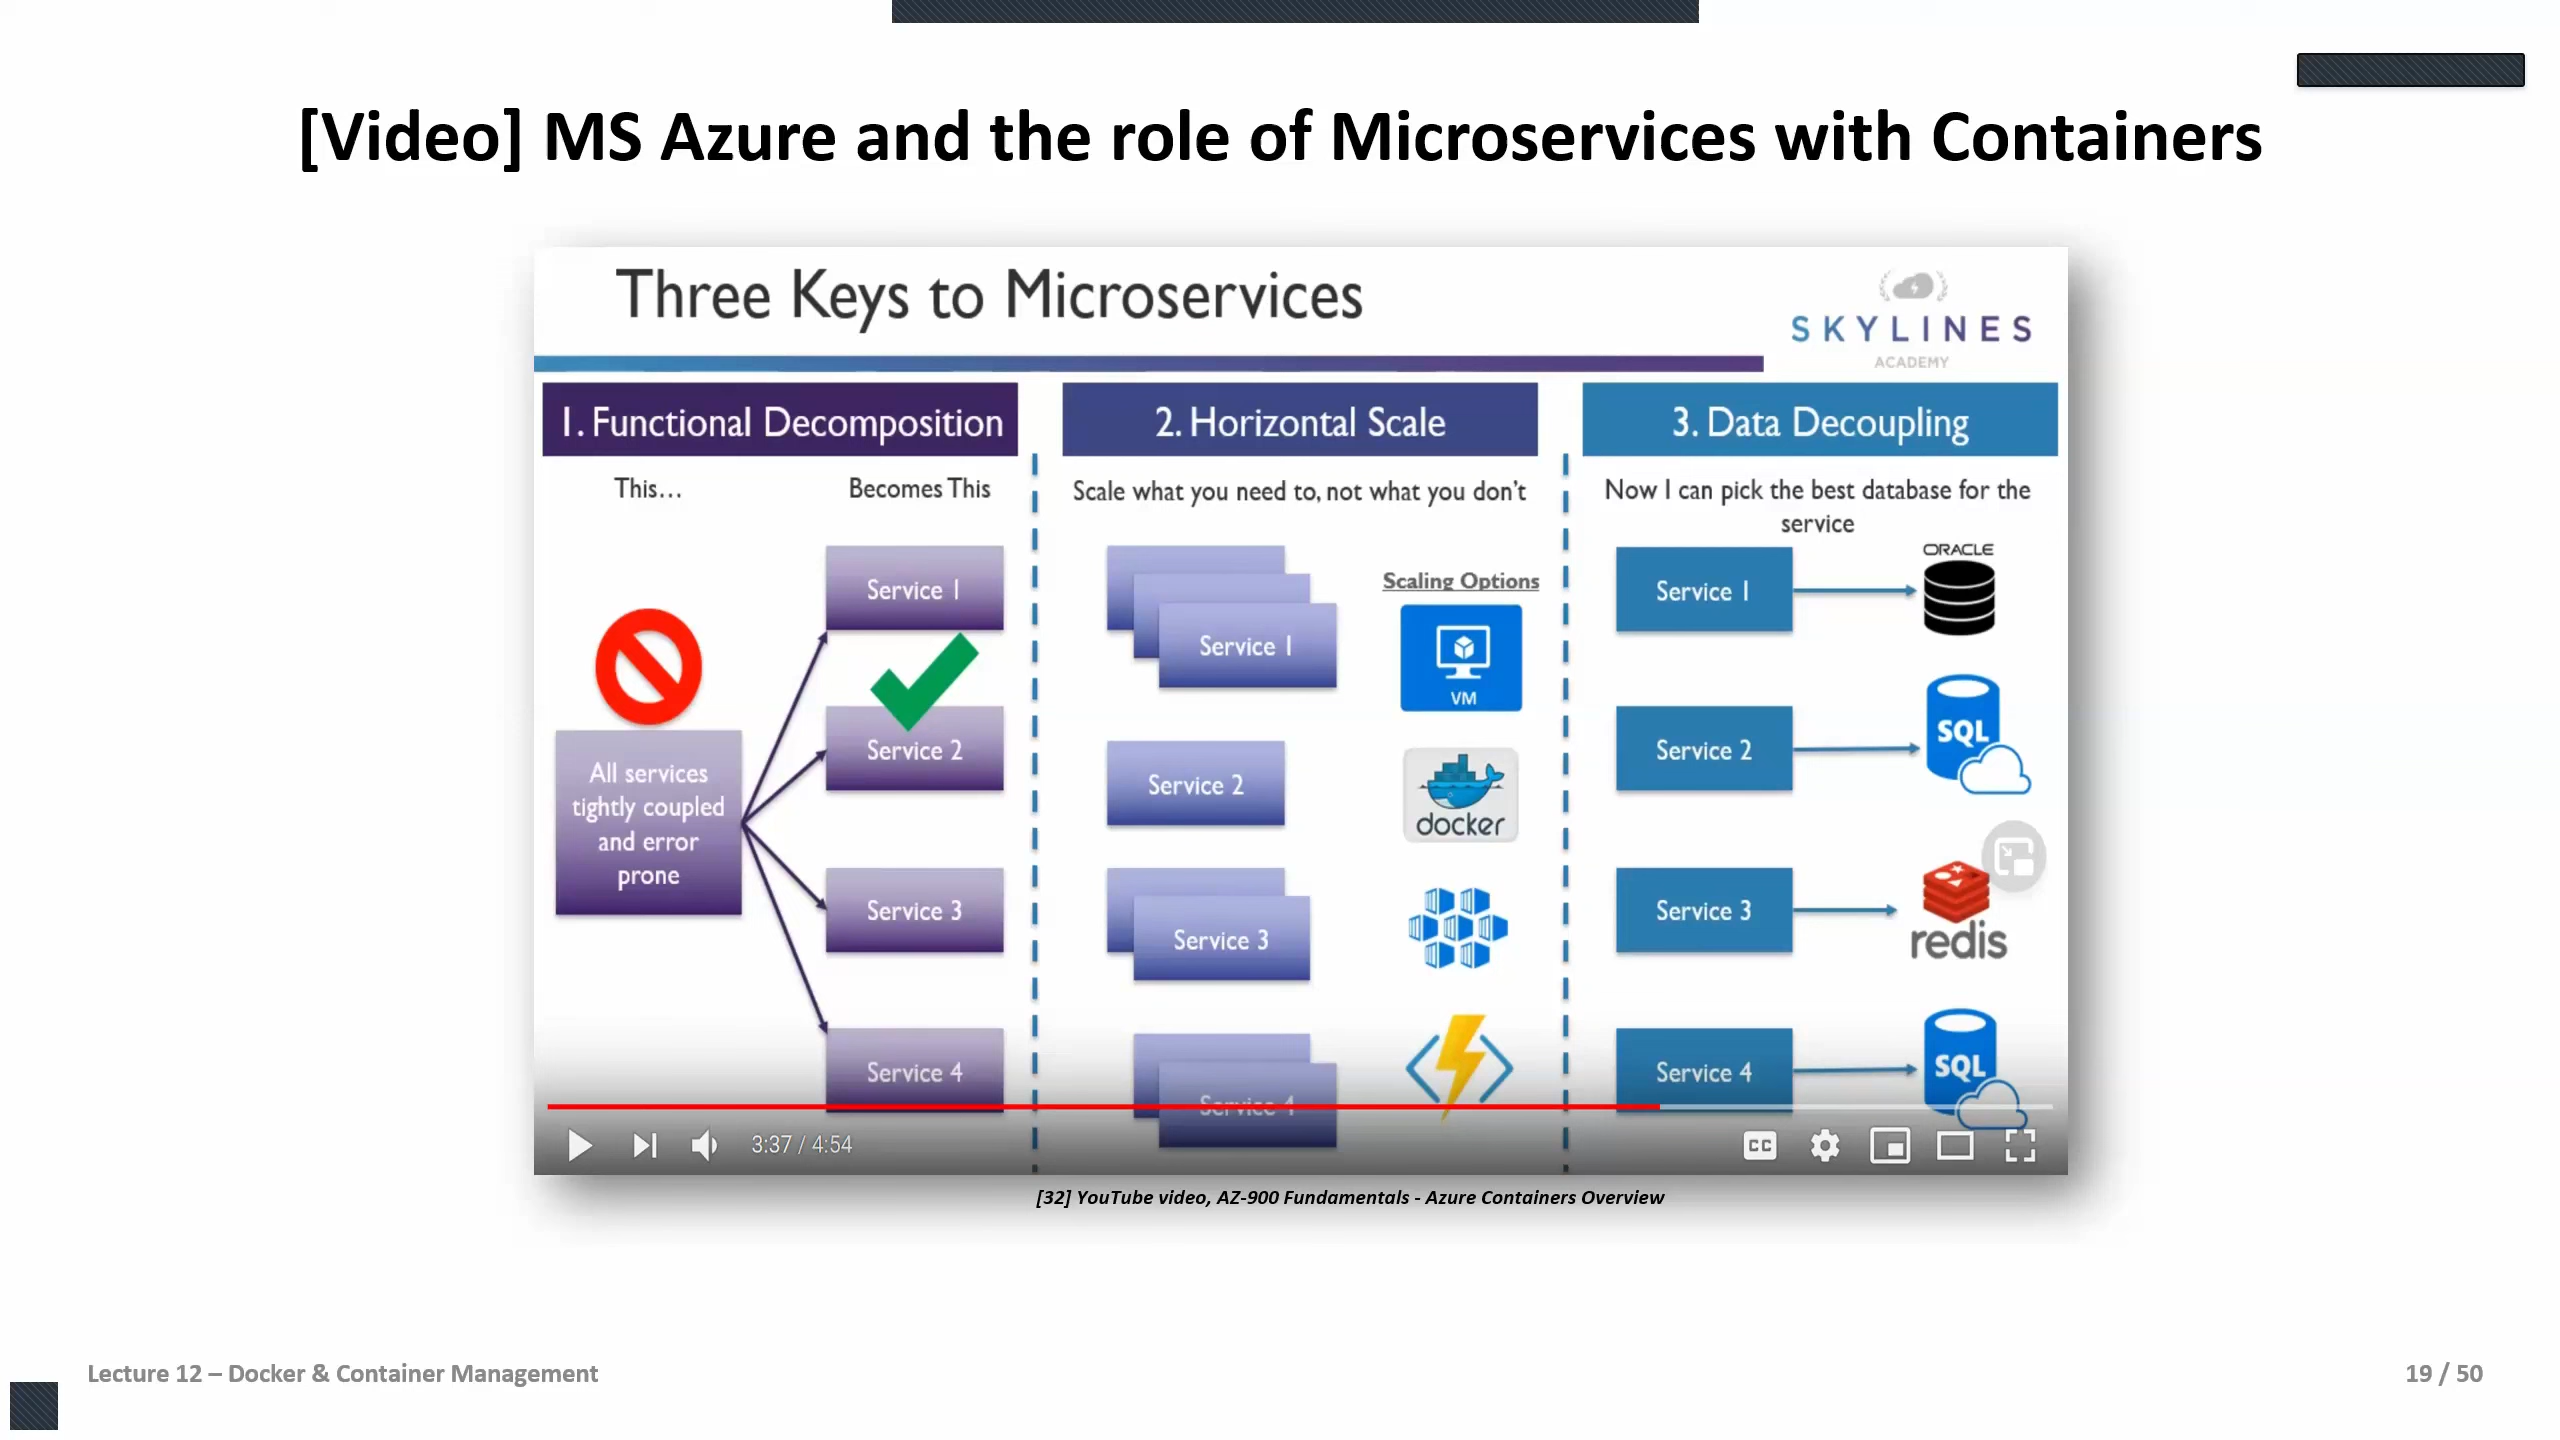 [Video] MS Azure and the role of Microservices with Containers
Three Keys to Microservices
SKYLINES
ACADEMY
1. Functional Decomposition
This...
Becomes This
All services
tightly coupled
and error
prone
Service 1
Service 2
Service 3
Service 4
2. Horizontal Scale
Scale what you need to, not what you don't
Scaling Options
Service 1
VM
Service 2
docker
Service 3
Service 4
3. Data Decoupling
Now I can pick the best database for the
service
Service 1
ORACLE
Service 2
SQL
Service 3
redis
Service 4
SQL
3:37 / 4:54
CC
[32] YouTube video, AZ-900 Fundamentals - Azure Containers Overview
Lecture 12 – Docker & Container Management
19 / 50